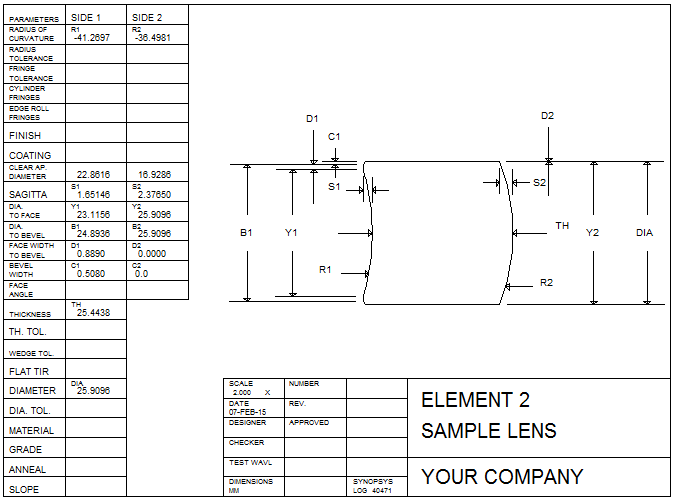 PARAMETERS SIDE 1 SIDE 2
RADIUS OF CURVATURE R1 -41.2697 R2 -36.4981
RADIUS TOLERANCE
FRINGE TOLERANCE
CYLINDER FRINGES
EDGE ROLL FRINGES
FINISH
COATING
CLEAR AP. DIAMETER 22.8616 16.9286
SAGITTA S1 1.65146 S2 2.37650
DIA. TO FACE Y1 23.1156 Y2 25.9096
DIA. TO BEVEL B1 24.8936 B2 25.9096
FACE WIDTH TO BEVEL D1 0.8890 D2 0.0000
BEVEL WIDTH C1 0.5080 C2 0.0
FACE ANGLE
THICKNESS TH 25.4438
TH. TOL.
WEDGE TOL.
FLAT TIR
DIAMETER DIA 25.9096
DIA. TOL.
MATERIAL
GRADE
ANNEAL
SLOPE
D1 D2
C1
S1 S2
B1 Y1 TH Y2 DIA
R1 R2
SCALE 2.000 X NUMBER
DATE 07-FEB-15 REV.
DESIGNER APPROVED
CHECKER
TEST WAVL
DIMENSIONS MM SYNOPSYS LOG 40471
ELEMENT 2
SAMPLE LENS
YOUR COMPANY